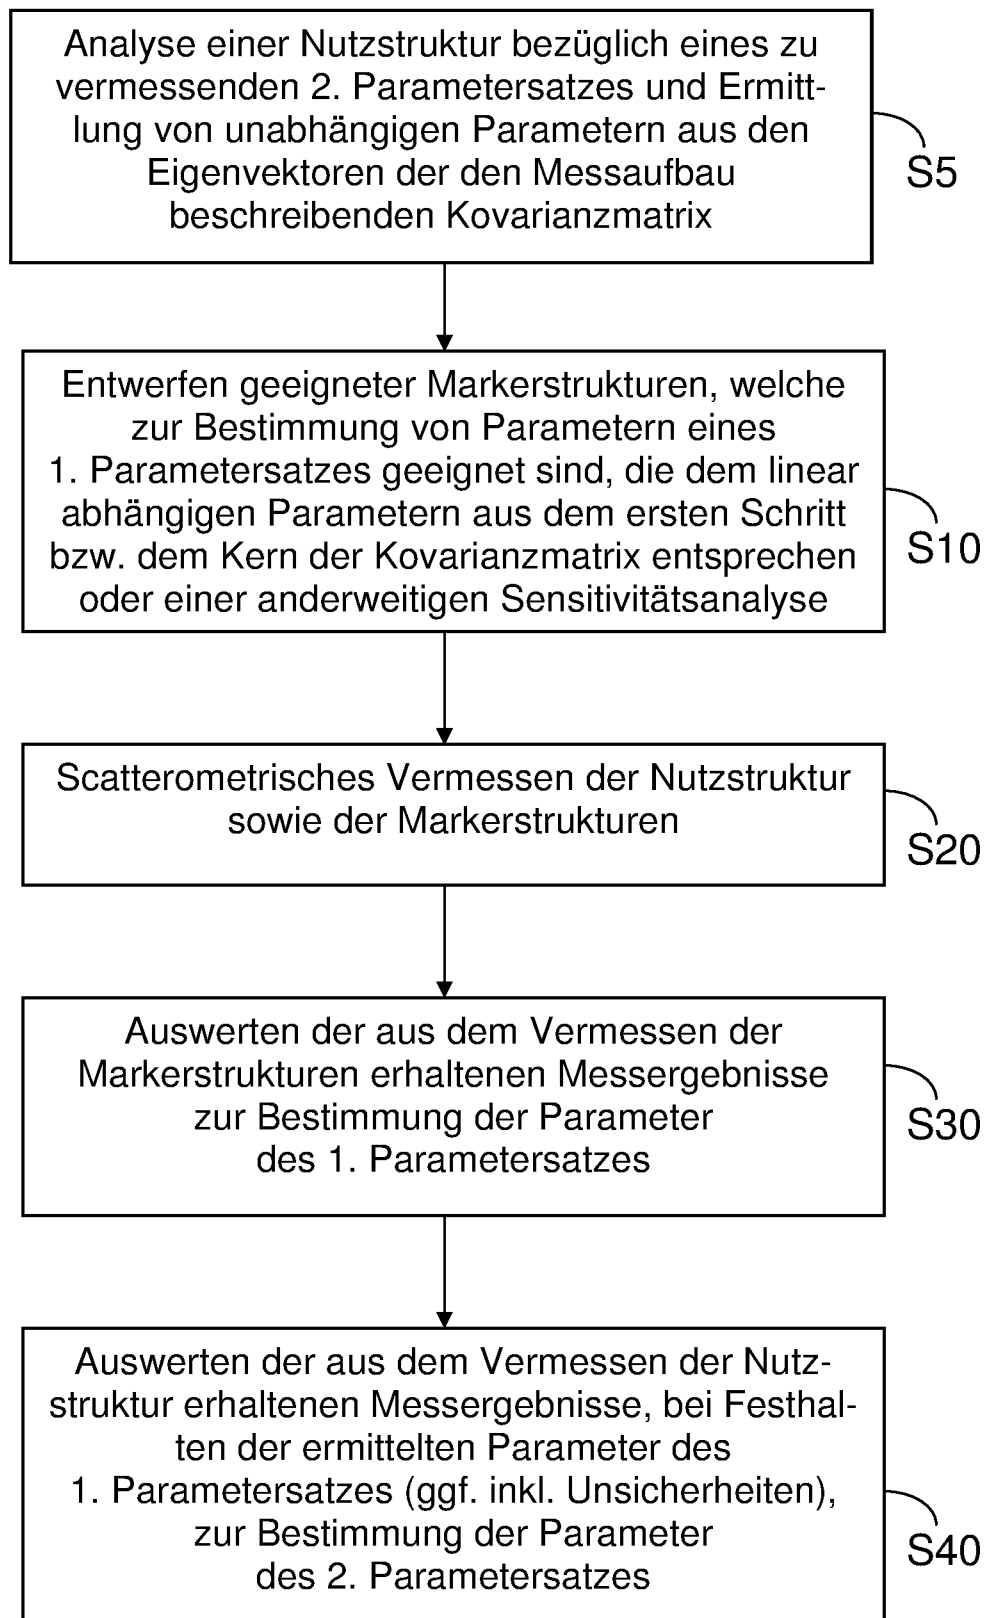 Analyse einer Nutzstruktur bezüglich eines zu
vermessenden 2. Parametersatzes und Ermitt-
lung von unabhängigen Parametern aus den
Eigenvektoren der den Messaufbau
beschreibenden Kovarianzmatrix
S5
Entwerfen geeigneter Markerstrukturen, welche
zur Bestimmung von Parametern eines
1. Parametersatzes geeignet sind, die dem linear
abhängigen Parametern aus dem ersten Schritt
bzw. dem Kern der Kovarianzmatrix entsprechen
oder einer anderweitigen Sensitivitätsanalyse
S10
Scatterometrisches Vermessen der Nutzstruktur
sowie der Markerstrukturen
S20
Auswerten der aus dem Vermessen der
Markerstrukturen erhaltenen Messergebnisse
zur Bestimmung der Parameter
des 1. Parametersatzes
S30
Auswerten der aus dem Vermessen der Nutz-
struktur erhaltenen Messergebnisse, bei Festhal-
ten der ermittelten Parameter des
1. Parametersatzes (ggf. inkl. Unsicherheiten),
zur Bestimmung der Parameter
des 2. Parametersatzes
S40